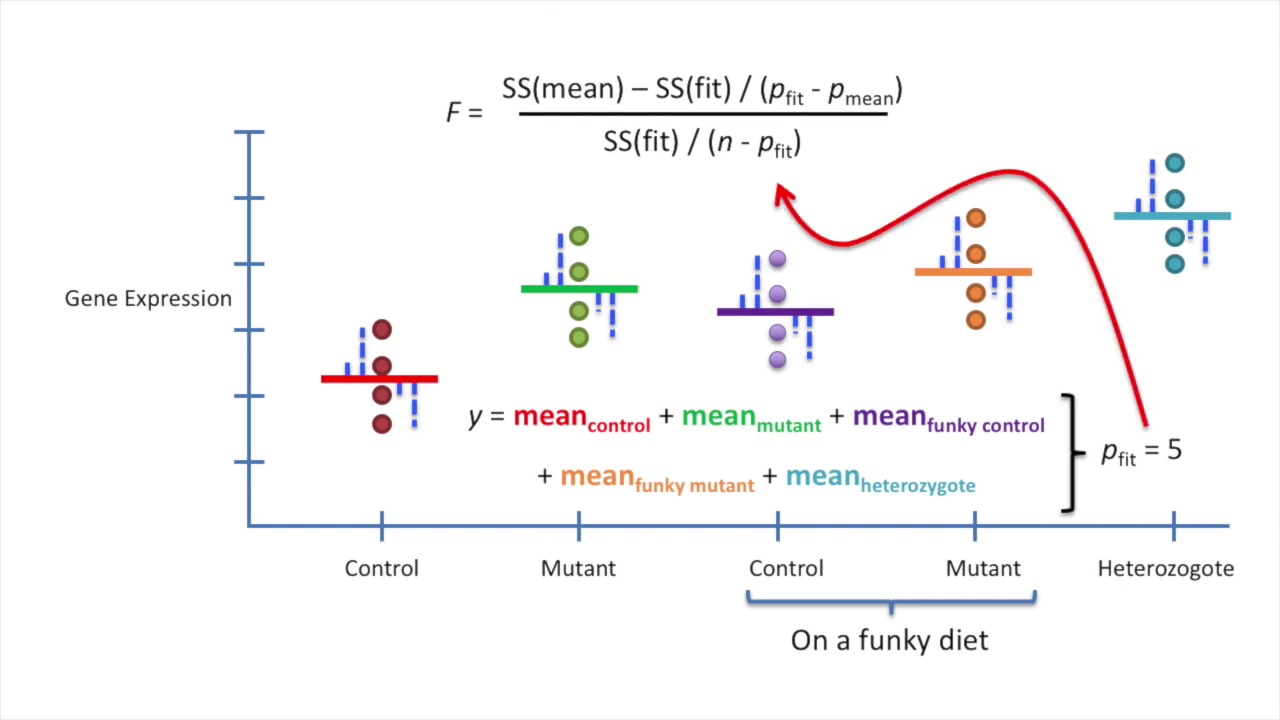 F = SS(mean) – SS(fit) / (pfit - pmean)
SS(fit) / (n - pfit)
Gene Expression
y = meancontrol + meanmutant + meanfunky control
+ meanfunky mutant + meanheterozygote
pfit = 5
Control
Mutant
Control
Mutant
Heterozogote
On a funky diet